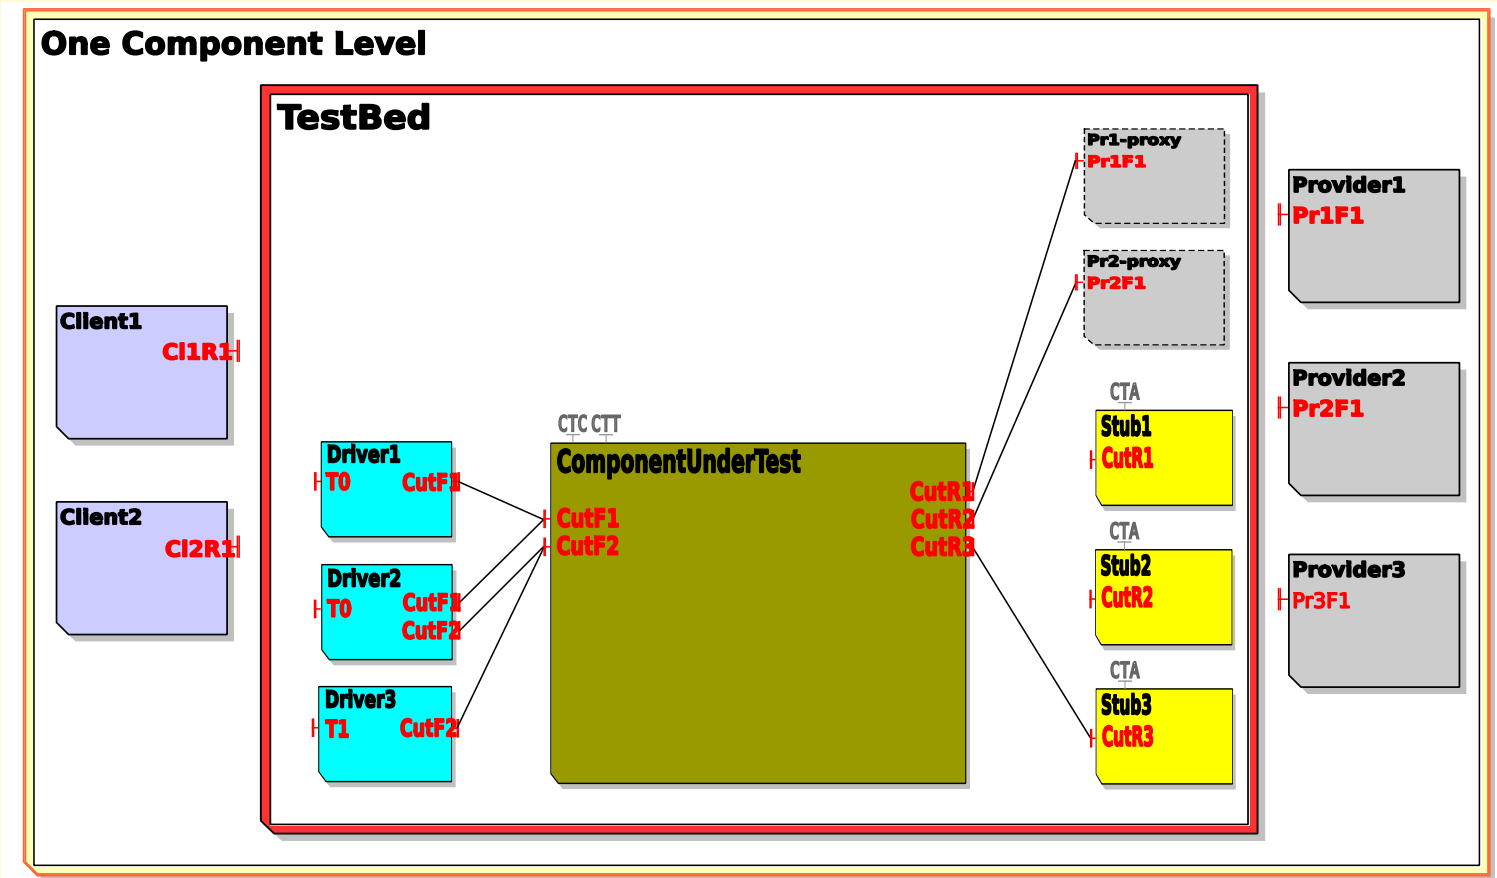 One Component Level
TestBed
Client1
Cl1R1
Client2
Cl2R1
Driver1
T0 CutF1
Driver2
T0 CutF1
CutF2
Driver3
T1 CutF2
CTC CTT
ComponentUnderTest
CutF1
CutF2
CutR1
CutR2
CutR3
Pr1-proxy
Pr1F1
Pr2-proxy
Pr2F1
CTA
Stub1
CutR1
CTA
Stub2
CutR2
CTA
Stub3
CutR3
Provider1
Pr1F1
Provider2
Pr2F1
Provider3
Pr3F1